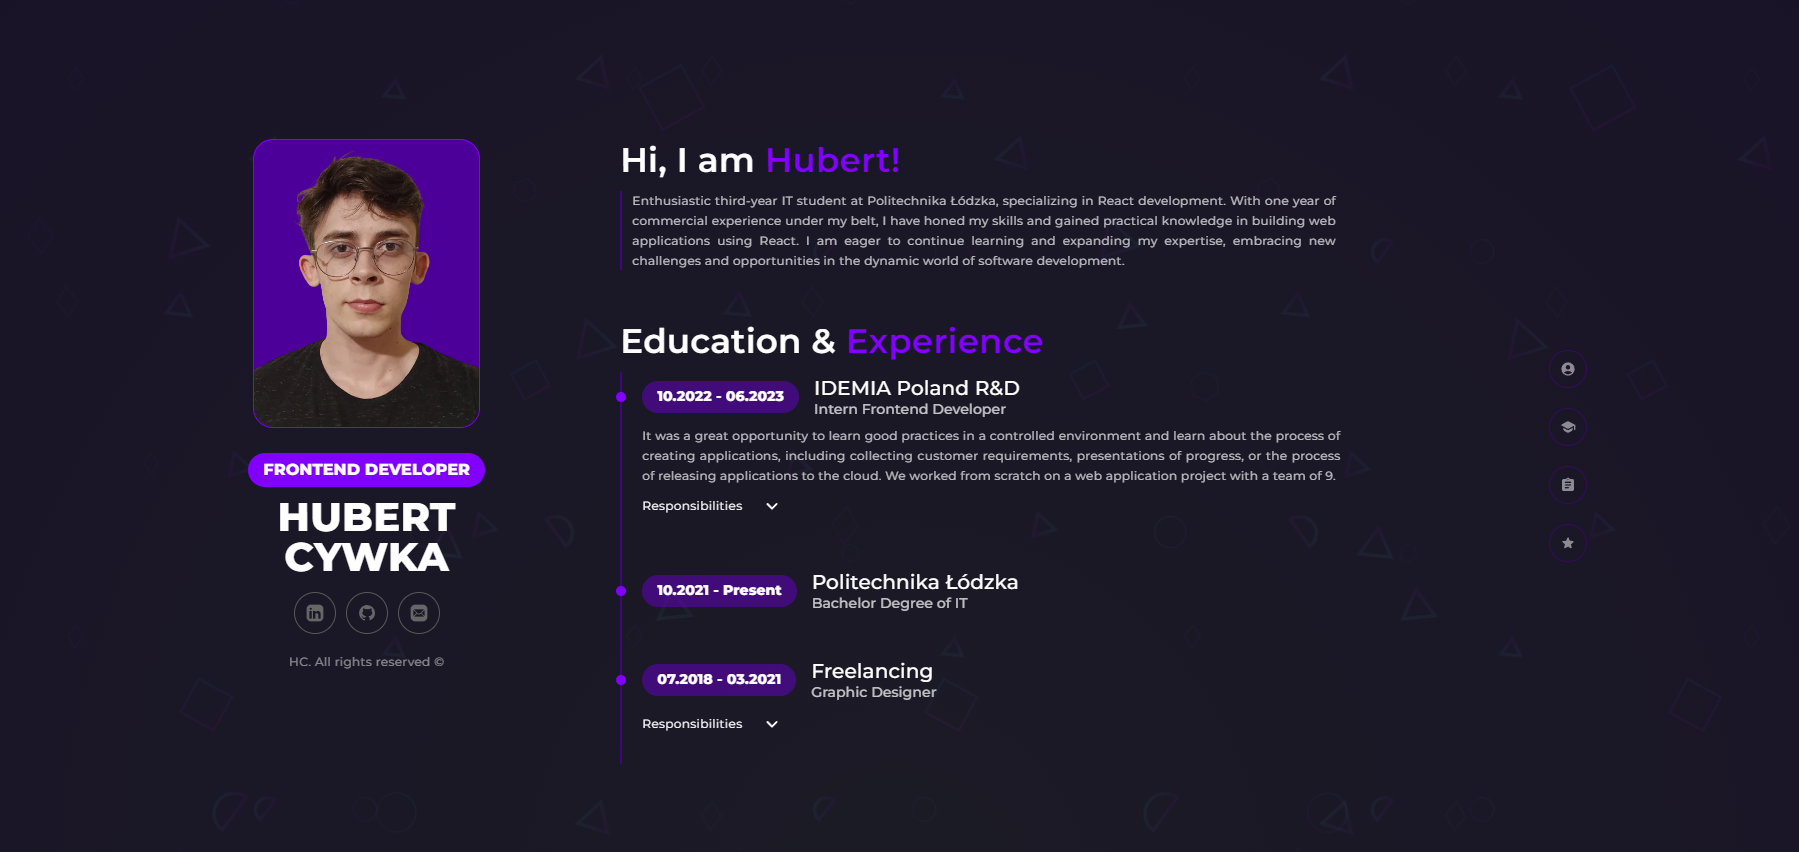 FRONTEND DEVELOPER
HUBERT
CYWKA
in
HC. All rights reserved ©
Hi, I am Hubert!
Enthusiastic third-year IT student at Politechnika Łódzka, specializing in React development. With one year of
commercial experience under my belt, I have honed my skills and gained practical knowledge in building web
applications using React. I am eager to continue learning and expanding my expertise, embracing new
challenges and opportunities in the dynamic world of software development.
Education & Experience
10.2022 - 06.2023
IDEMIA Poland R&D
Intern Frontend Developer
It was a great opportunity to learn good practices in a controlled environment and learn about the process of
creating applications, including collecting customer requirements, presentations of progress, or the process
of releasing applications to the cloud. We worked from scratch on a web application project with a team of 9.
Responsibilities
10.2021 - Present
Politechnika Łódzka
Bachelor Degree of IT
07.2018 - 03.2021
Freelancing
Graphic Designer
Responsibilities